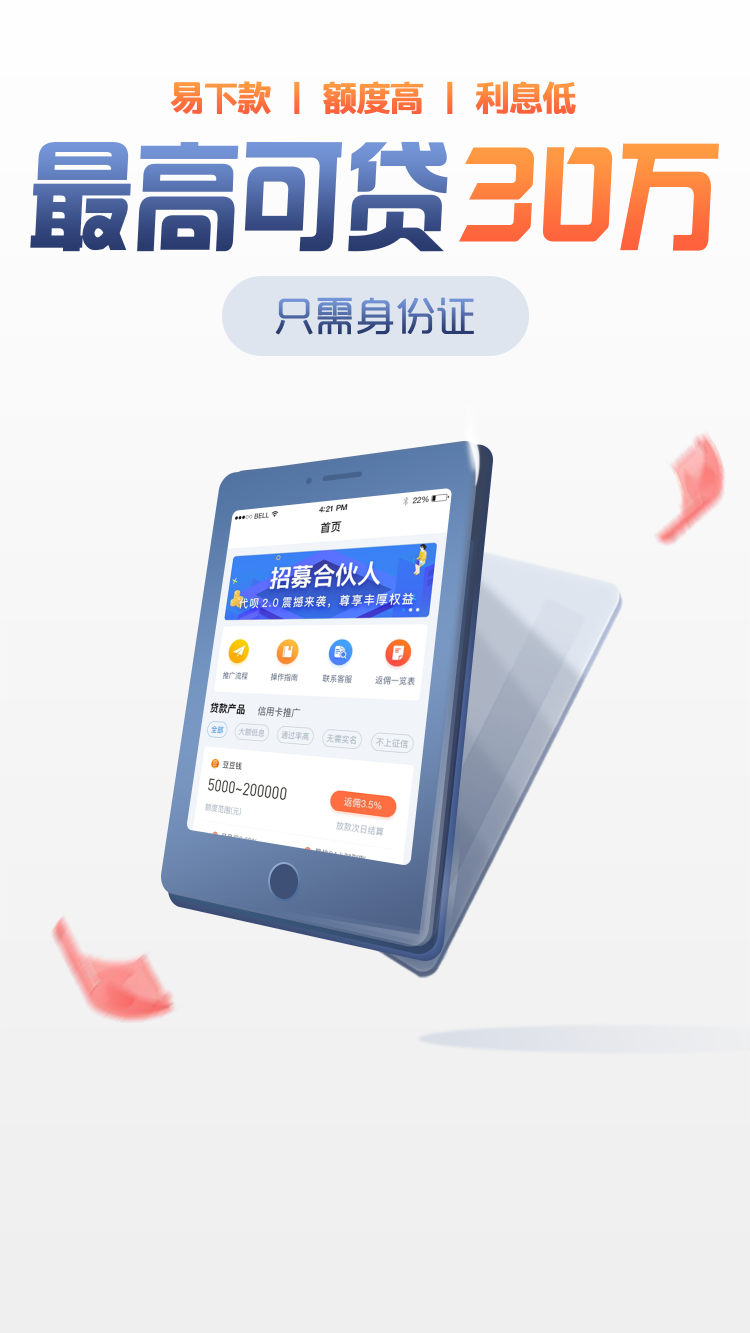 易下款 | 额度高 | 利息低
最高可贷30万
只需身份证
BELL 4:21 PM 22%
首页
招募合伙人
代呗2.0震撼来袭，尊享丰厚权益
推广流程 操作指南 联系客服 返佣一览表
贷款产品 信用卡推广
全部 大额低息 通过率高 无需实名 不上征信
豆豆钱
5000~200000 返佣3.5%
额度范围(元) 放款次日结算